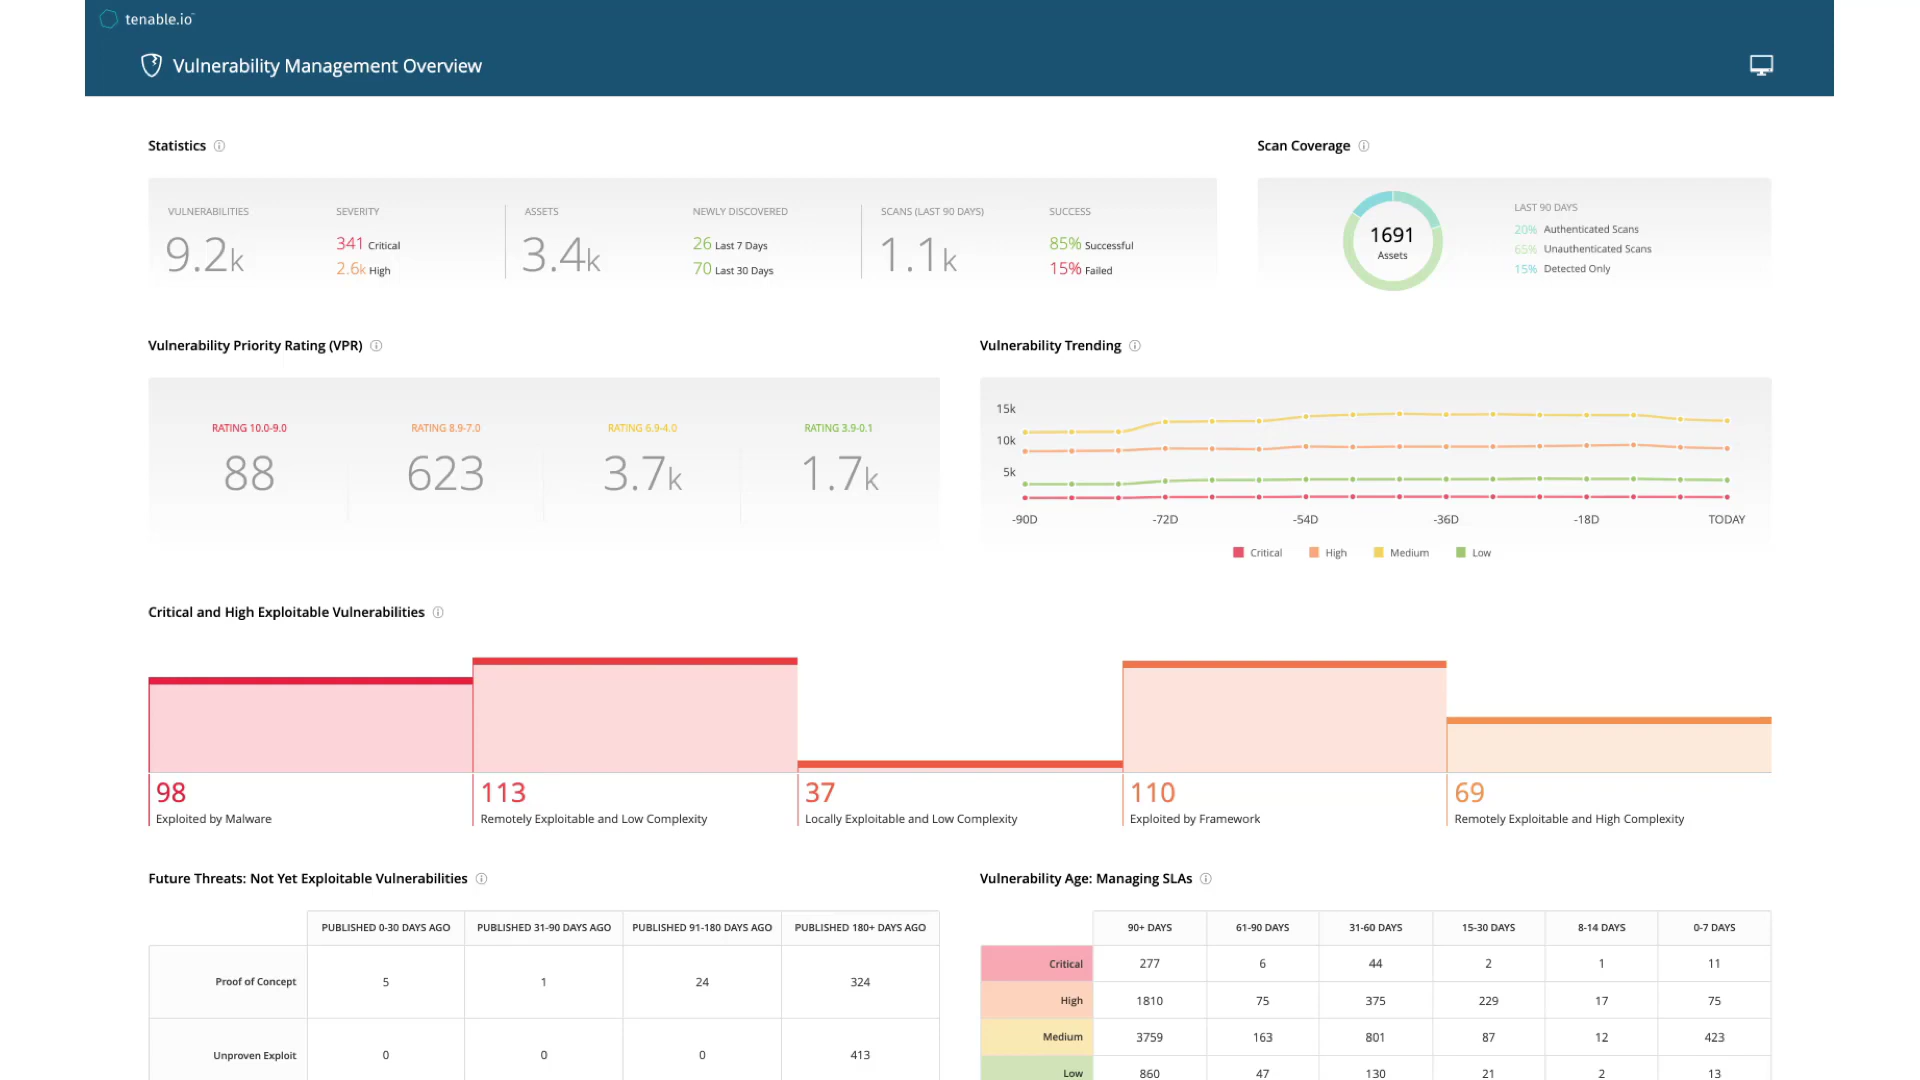 tenable.io
Vulnerability Management Overview
Statistics
Scan Coverage
VULNERABILITIES
9.2k
SEVERITY
341 Critical
2.6k High
ASSETS
3.4k
NEWLY DISCOVERED
26 Last 7 Days
70 Last 30 Days
SCANS (LAST 90 DAYS)
1.1k
SUCCESS
85% Successful
15% Failed
1691
Assets
LAST 90 DAYS
20% Authenticated Scans
65% Unauthenticated Scans
15% Detected Only
Vulnerability Priority Rating (VPR)
RATING 10.0-9.0
88
RATING 8.9-7.0
623
RATING 6.9-4.0
3.7k
RATING 3.9-0.1
1.7k
Vulnerability Trending
15k
10k
5k
-90D -72D -54D -36D -18D TODAY
Critical High Medium Low
Critical and High Exploitable Vulnerabilities
98
Exploited by Malware
113
Remotely Exploitable and Low Complexity
37
Locally Exploitable and Low Complexity
110
Exploited by Framework
69
Remotely Exploitable and High Complexity
Future Threats: Not Yet Exploitable Vulnerabilities
PUBLISHED 0-30 DAYS AGO PUBLISHED 31-90 DAYS AGO PUBLISHED 91-180 DAYS AGO PUBLISHED 180+ DAYS AGO
Proof of Concept 5 1 24 324
Unproven Exploit 0 0 0 413
Vulnerability Age: Managing SLAs
90+ DAYS 61-90 DAYS 31-60 DAYS 15-30 DAYS 8-14 DAYS 0-7 DAYS
Critical 277 6 44 2 1 11
High 1810 75 375 229 17 75
Medium 3759 163 801 87 12 423
Low 860 47 130 21 2 13